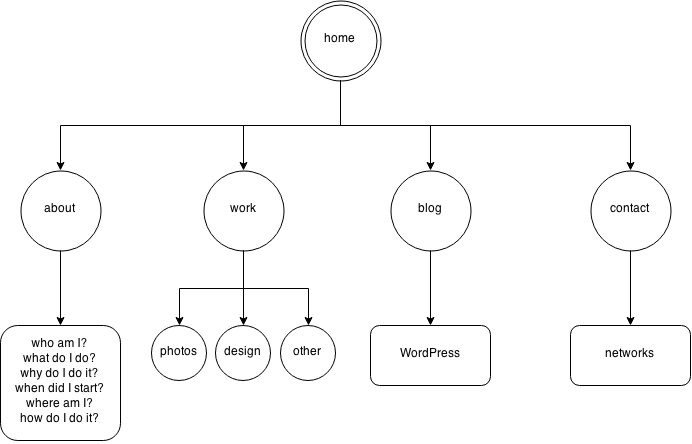 home
about
work
blog
contact
who am I?
what do I do?
why do I do it?
when did I start?
where am I?
how do I do it?
photos
design
other
WordPress
networks